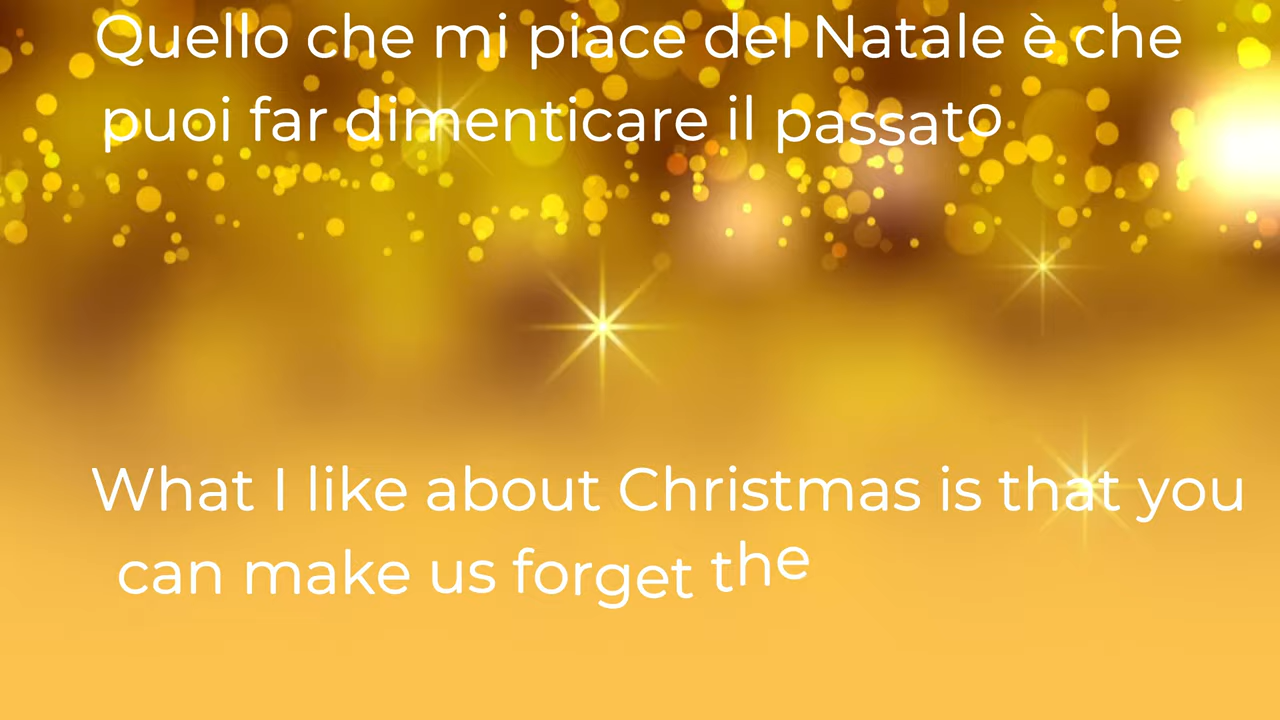 Quello che mi piace del Natale è che
puoi far dimenticare il passato
What I like about Christmas is that you
can make us forget the